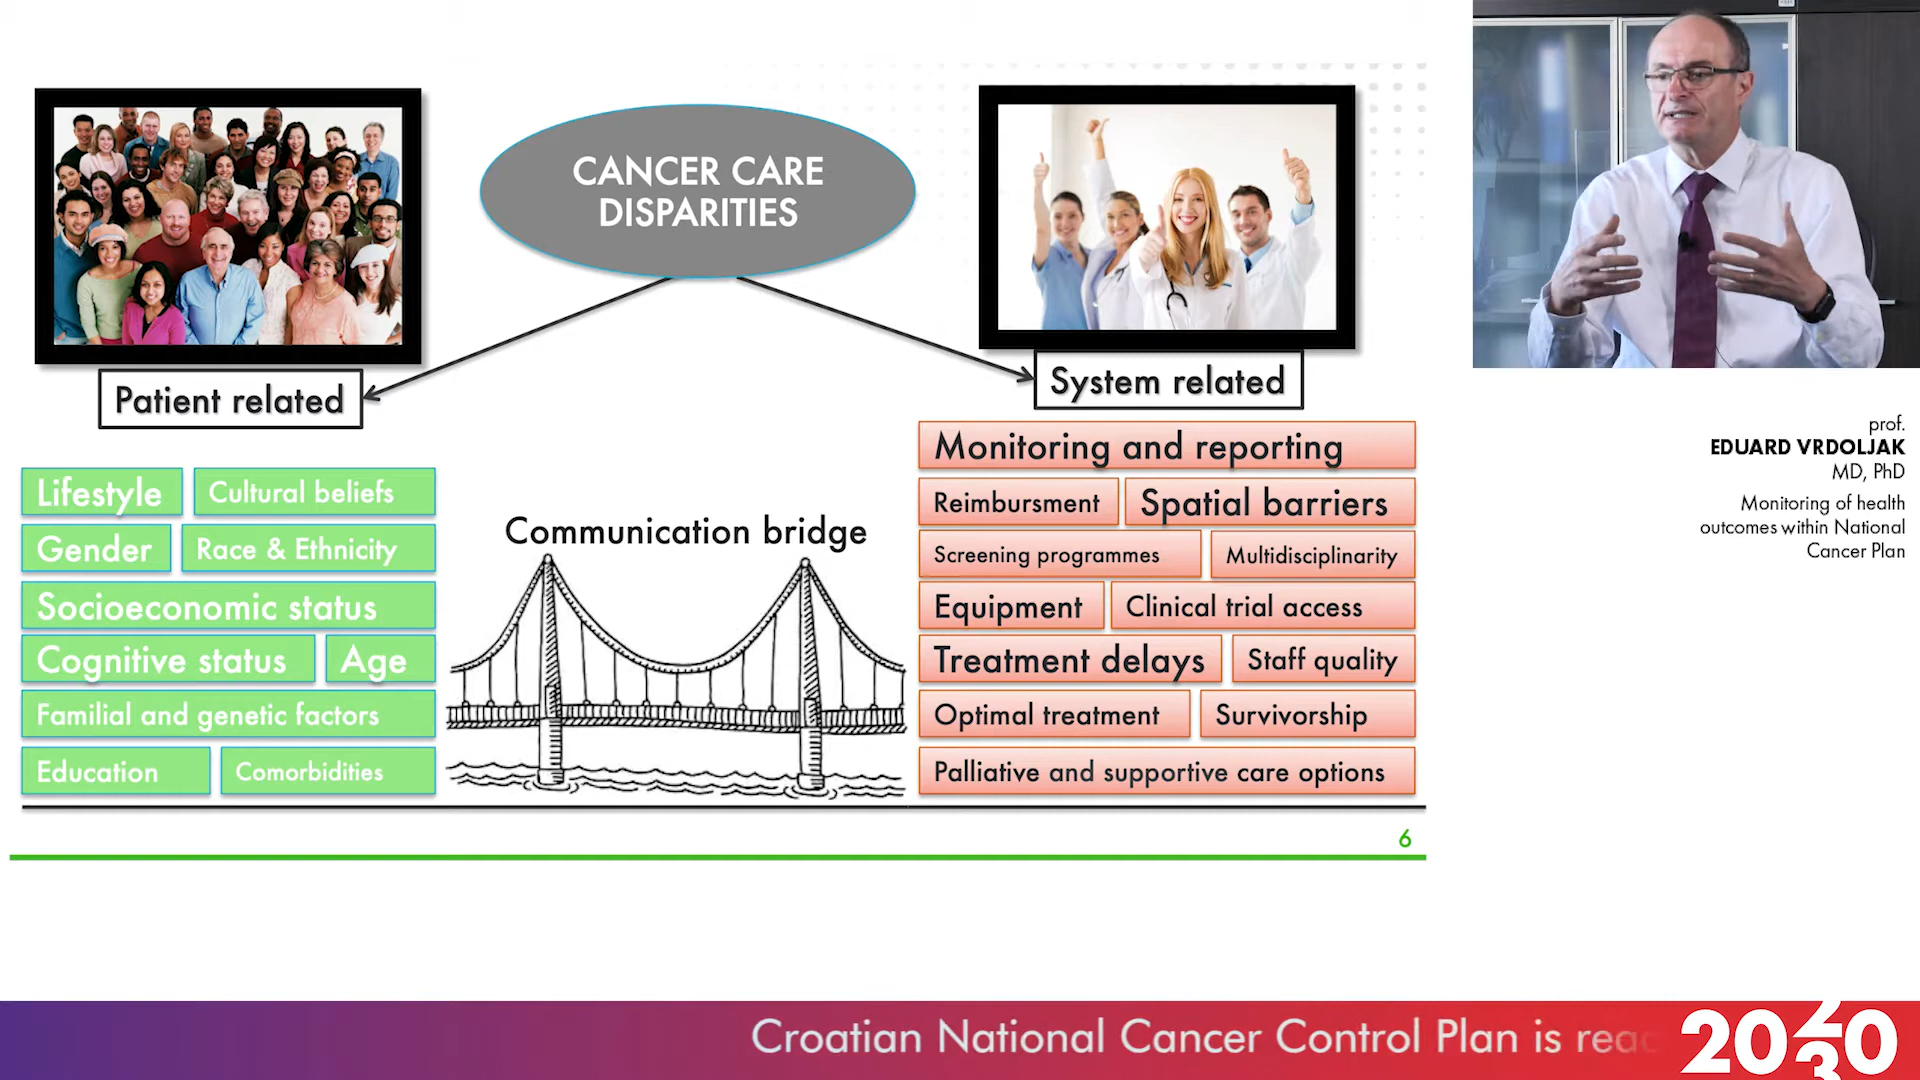 CANCER CARE
DISPARITIES
Patient related
System related
Lifestyle
Cultural beliefs
Gender
Race & Ethnicity
Socioeconomic status
Cognitive status
Age
Familial and genetic factors
Education
Comorbidities
Communication bridge
Monitoring and reporting
Reimbursment
Spatial barriers
Screening programmes
Multidisciplinarity
Equipment
Clinical trial access
Treatment delays
Staff quality
Optimal treatment
Survivorship
Palliative and supportive care options
6
prof.
EDUARD VRDOLJAK
MD, PhD
Monitoring of health
outcomes within National
Cancer Plan
Croatian National Cancer Control Plan is
2020